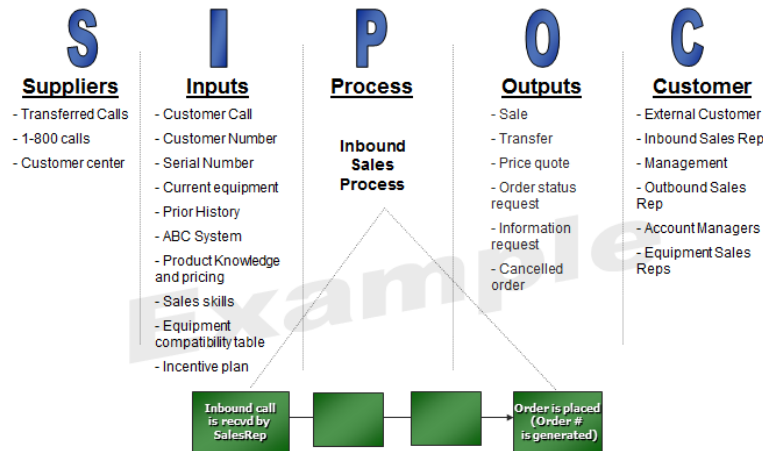 S I P O C
Suppliers
- Transferred Calls
- 1-800 calls
- Customer center
Inputs
- Customer Call
- Customer Number
- Serial Number
- Current equipment
- Prior History
- ABC System
- Product Knowledge
and pricing
- Sales skills
- Equipment
compatibility table
- Incentive plan
Process
Inbound
Sales
Process
Outputs
- Sale
- Transfer
- Price quote
- Order status
request
- Information
request
- Cancelled
order
Customer
- External Customer
- Inbound Sales Rep
- Management
- Outbound Sales
Rep
- Account Managers
- Equipment Sales
Reps
Example
Inbound call
is recvd by
SalesRep
Order is placed
(Order #
is generated)